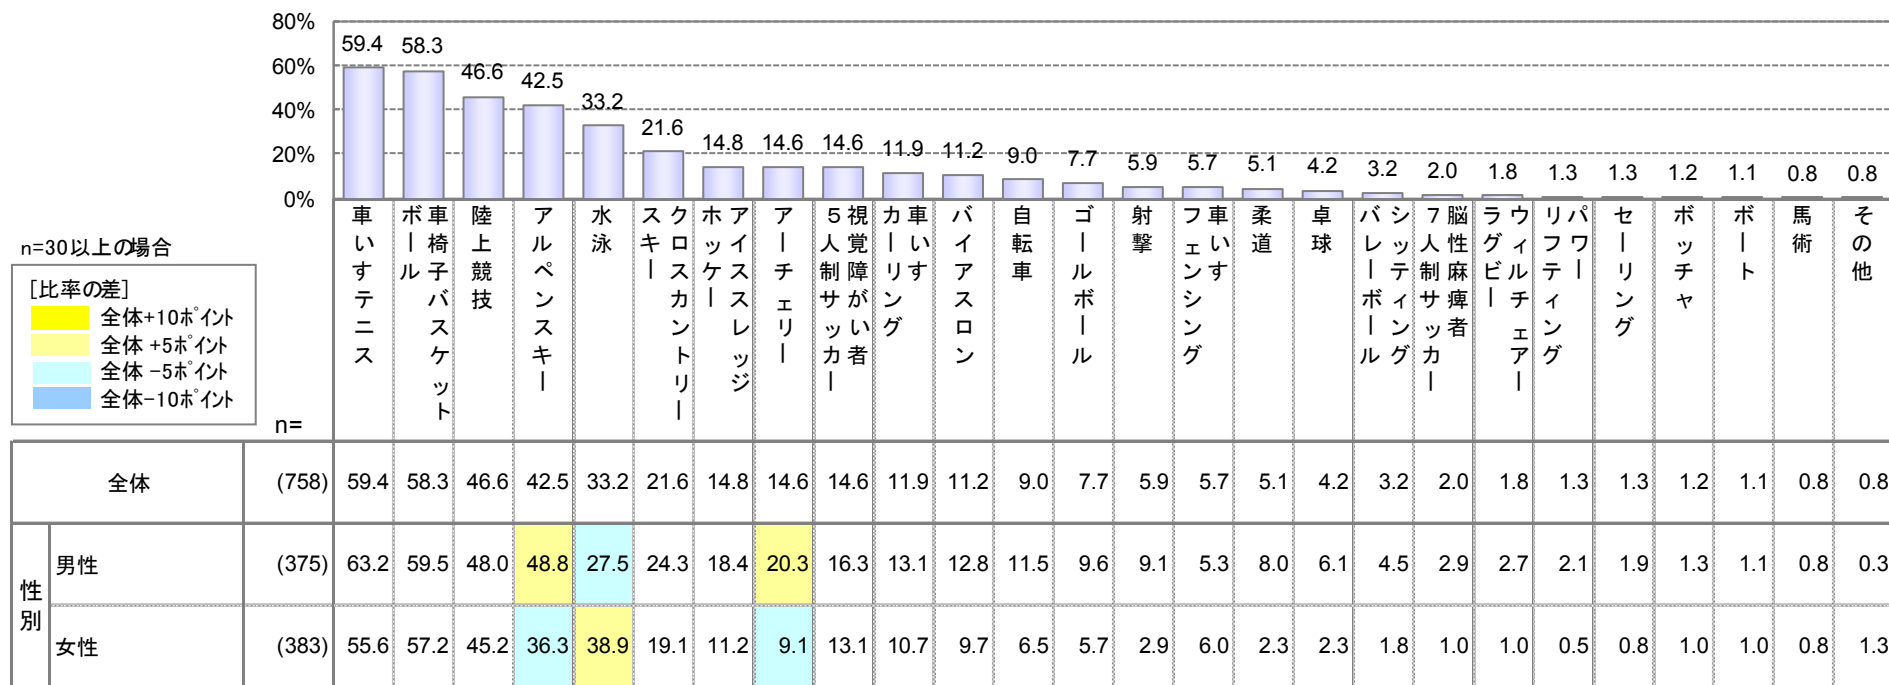 80%
60%
40%
20%
0%
59.4 58.3 46.6 42.5 33.2 21.6 14.8 14.6 14.6 11.9 11.2 9.0 7.7 5.9 5.7 5.1 4.2 3.2 2.0 1.8 1.3 1.3 1.2 1.1 0.8 0.8
車いすテニス
車椅子バスケット
ボール
陸上競技
アルペンスキー
水泳
クロスカントリー
スキー
アイススレッジ
ホッケー
アーチェリー
視覚障がい者
5人制サッカー
車いす
カーリング
バイアスロン
自転車
ゴールボール
射撃
車いす
フェンシング
柔道
卓球
シッティング
バレーボール
脳性麻痺者
7人制サッカー
ウィルチェアー
ラグビー
パワー
リフティング
セーリング
ボッチャ
ボート
馬術
その他
n=30以上の場合
[比率の差]
全体+10ポイント
全体 +5ポイント
全体 -5ポイント
全体-10ポイント
n=
全体 (758) 59.4 58.3 46.6 42.5 33.2 21.6 14.8 14.6 14.6 11.9 11.2 9.0 7.7 5.9 5.7 5.1 4.2 3.2 2.0 1.8 1.3 1.3 1.2 1.1 0.8 0.8
性別
男性 (375) 63.2 59.5 48.0 48.8 27.5 24.3 18.4 20.3 16.3 13.1 12.8 11.5 9.6 9.1 5.3 8.0 6.1 4.5 2.9 2.7 2.1 1.9 1.3 1.1 0.8 0.3
女性 (383) 55.6 57.2 45.2 36.3 38.9 19.1 11.2 9.1 13.1 10.7 9.7 6.5 5.7 2.9 6.0 2.3 2.3 1.8 1.0 1.0 0.5 0.8 1.0 1.0 0.8 1.3